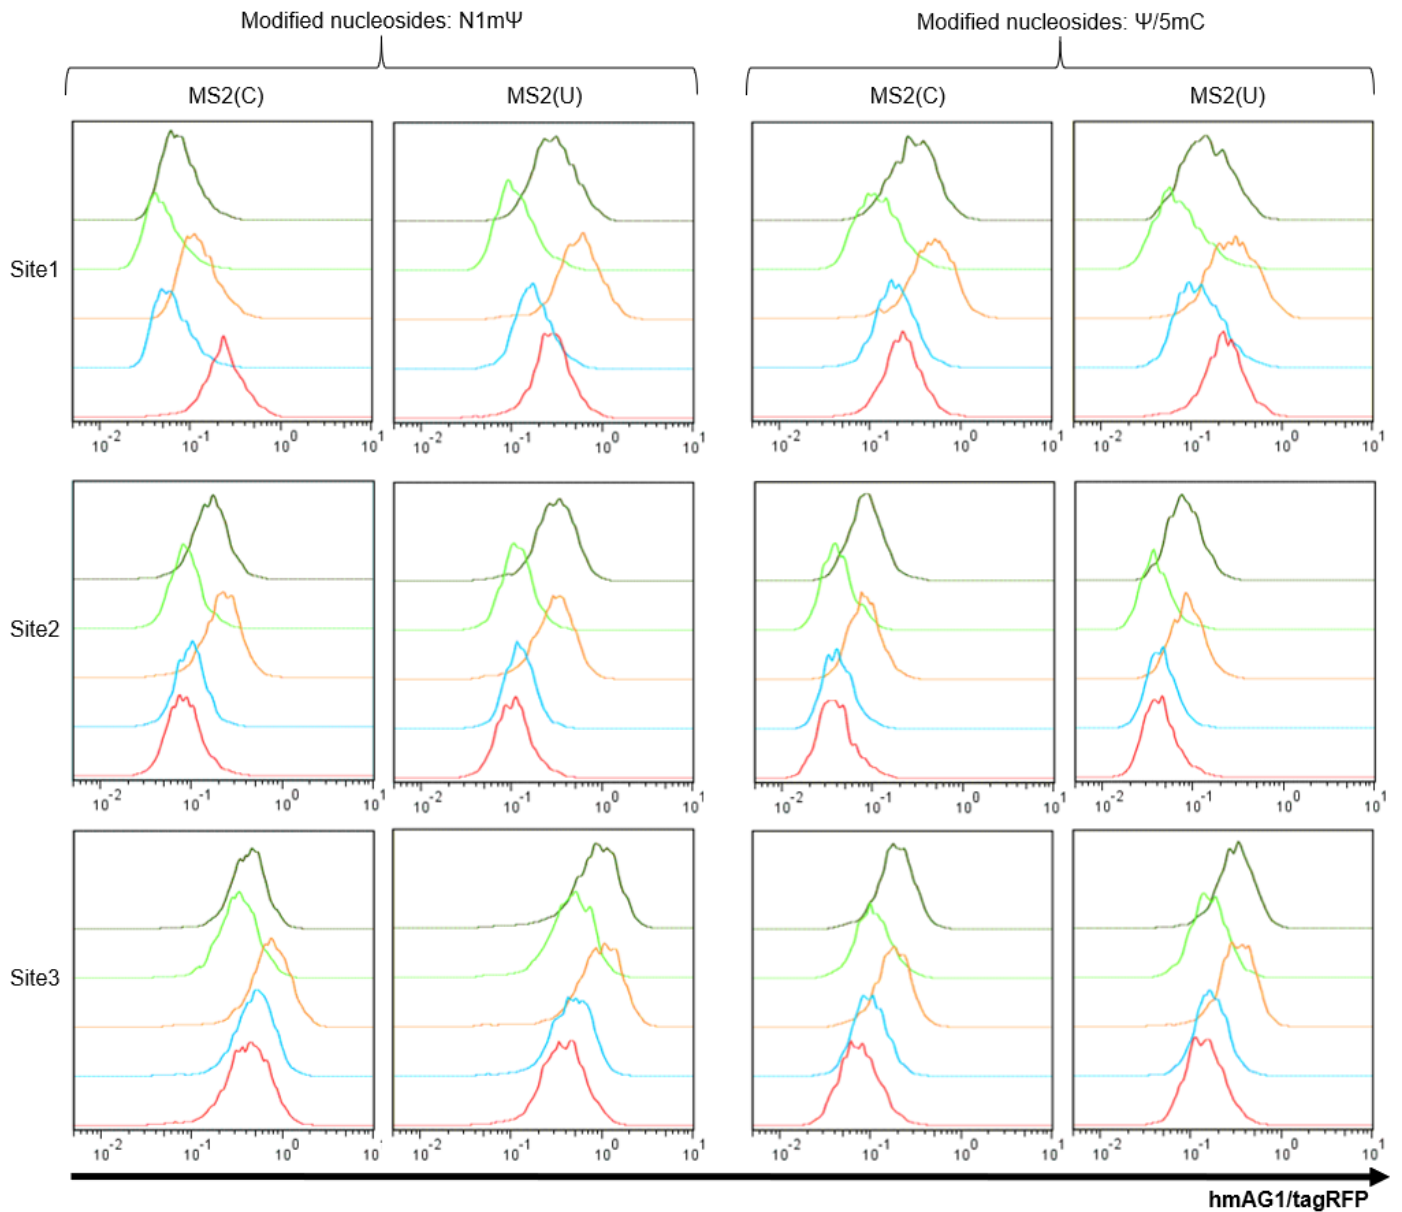 Modified nucleosides: N1mΨ Modified nucleosides: Ψ/5mC
MS2(C) MS2(U) MS2(C) MS2(U)
Site1
10-2 10-1 100 101 10-2 10-1 100 101 10-2 10-1 100 101 10-2 10-1 100 101
Site2
10-2 10-1 100 101 10-2 10-1 100 101 10-2 10-1 100 101 10-2 10-1 100 101
Site3
10-2 10-1 100 101 10-2 10-1 100 101 10-2 10-1 100 101 10-2 10-1 100 101
hmAG1/tagRFP